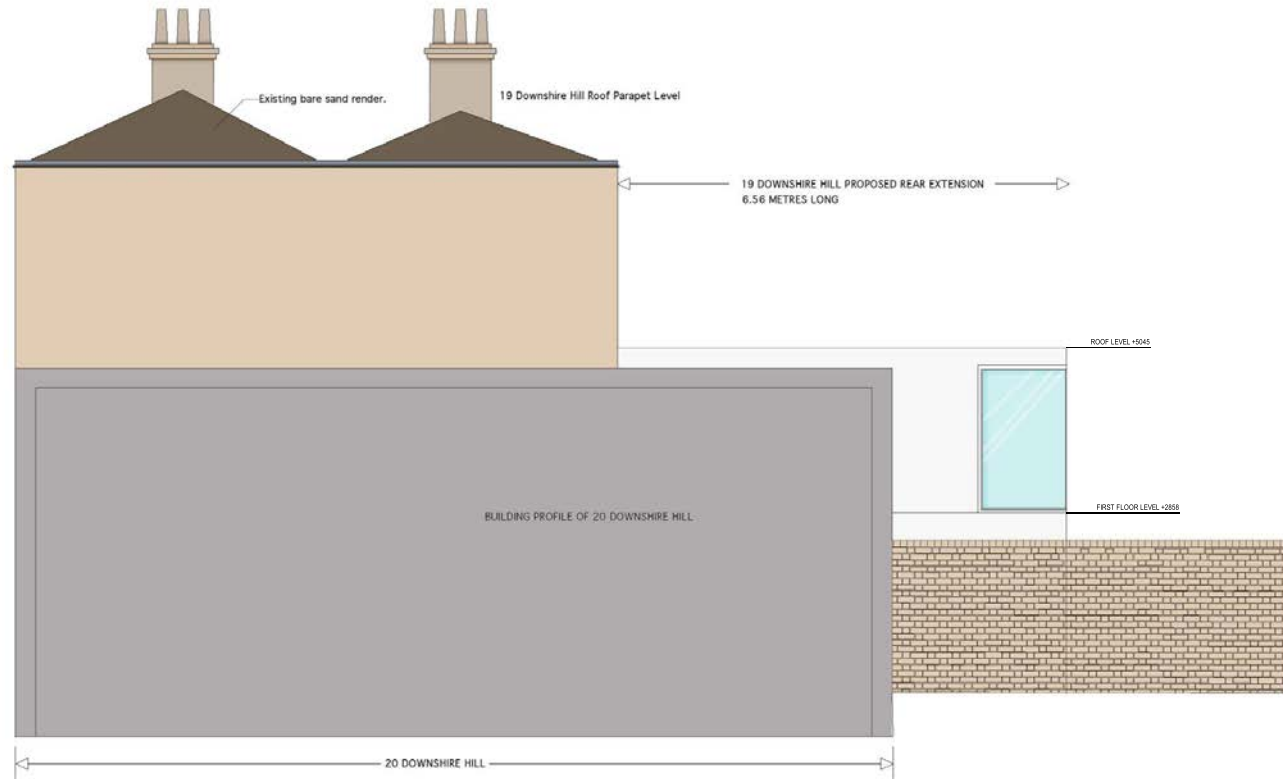 Existing bare sand render.
19 Downshire Hill Roof Parapet Level
19 DOWNSHIRE HILL PROPOSED REAR EXTENSION
6.56 METRES LONG
ROOF LEVEL +5045
BUILDING PROFILE OF 20 DOWNSHIRE HILL
FIRST FLOOR LEVEL +2858
20 DOWNSHIRE HILL